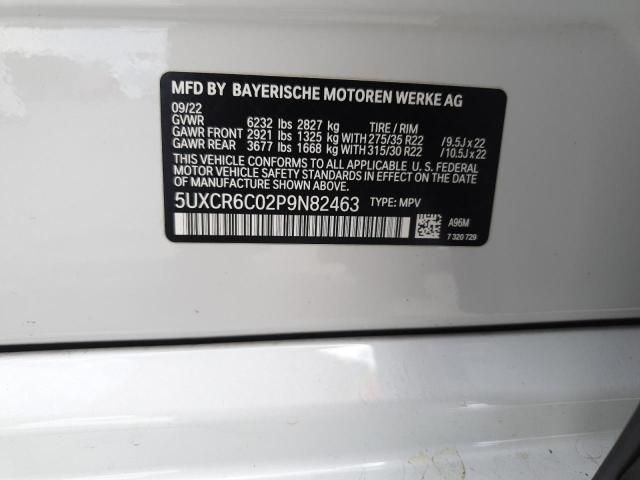 MFD BY BAYERISCHE MOTOREN WERKE AG
09/22
GVWR 6232 lbs 2827 kg TIRE / RIM
GAWR FRONT 2921 lbs 1325 kg WITH 275/35 R22 /9.5J x 22
GAWR REAR 3677 lbs 1668 kg WITH 315/30 R22 /10.5J x 22
THIS VEHICLE CONFORMS TO ALL APPLICABLE U.S. FEDERAL
MOTOR VEHICLE SAFETY STANDARDS IN EFFECT ON THE
DATE OF MANUFACTURE SHOWN ABOVE.
5UXCR6C02P9N82463 TYPE: MPV
A96M
7 320 729